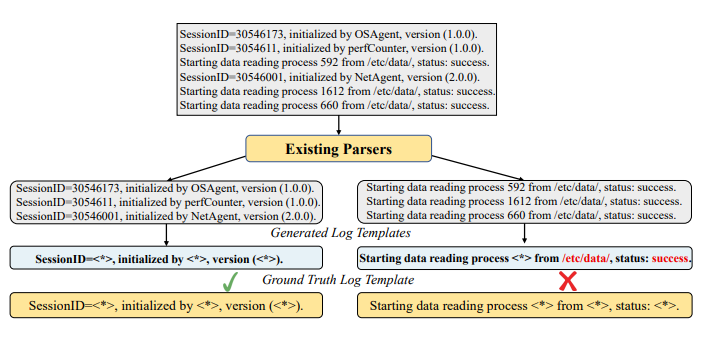 SessionID=30546173, initialized by OSAgent, version (1.0.0).
SessionID=3054611, initialized by perfCounter, version (1.0.0).
Starting data reading process 592 from /etc/data/, status: success.
SessionID=30546001, initialized by NetAgent, version (2.0.0).
Starting data reading process 1612 from /etc/data/, status: success.
Starting data reading process 660 from /etc/data/, status: success.
Existing Parsers
SessionID=30546173, initialized by OSAgent, version (1.0.0).
SessionID=3054611, initialized by perfCounter, version (1.0.0).
SessionID=30546001, initialized by NetAgent, version (2.0.0).
Starting data reading process 592 from /etc/data/, status: success.
Starting data reading process 1612 from /etc/data/, status: success.
Starting data reading process 660 from /etc/data/, status: success.
Generated Log Templates
SessionID=<*>, initialized by <*>, version (<*>).
Starting data reading process <*> from /etc/data/, status: success.
Ground Truth Log Template
SessionID=<*>, initialized by <*>, version (<*>).
Starting data reading process <*> from <*>, status: <*>.